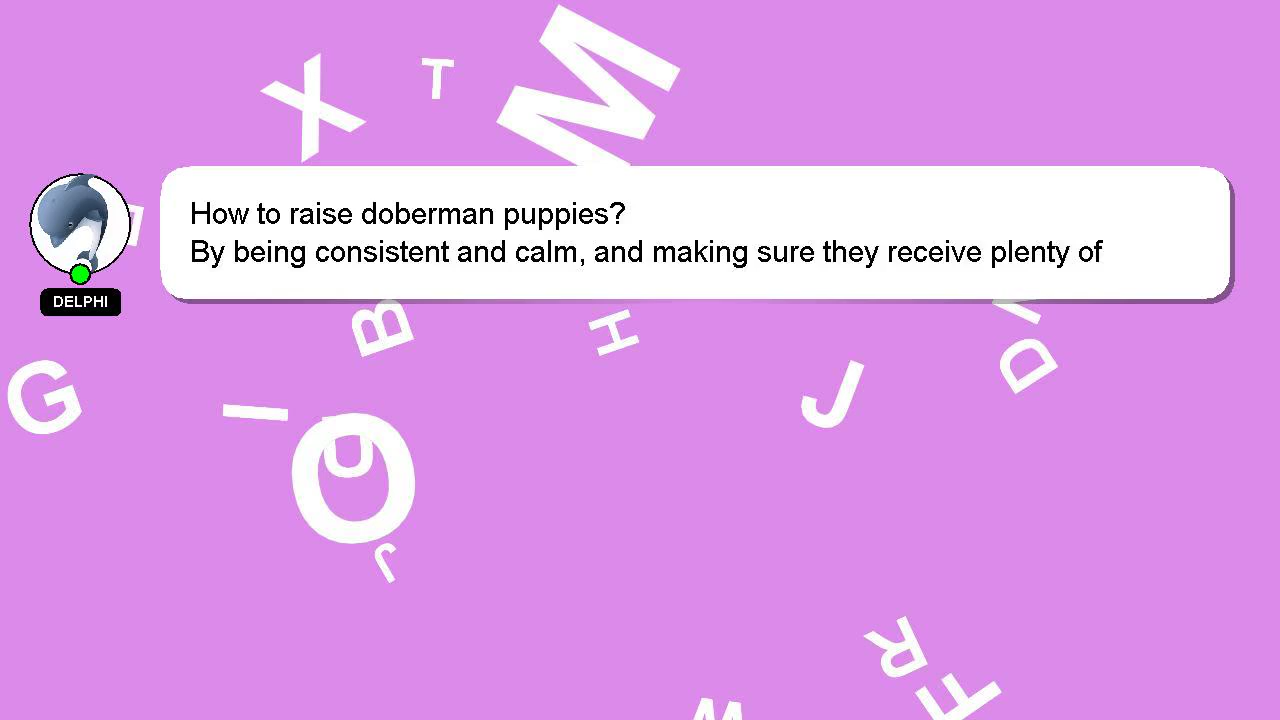 X
T
M
How to raise doberman puppies?
By being consistent and calm, and making sure they receive plenty of
DELPHI
B
H
J
D
G
I
O
U
J
R
F
W